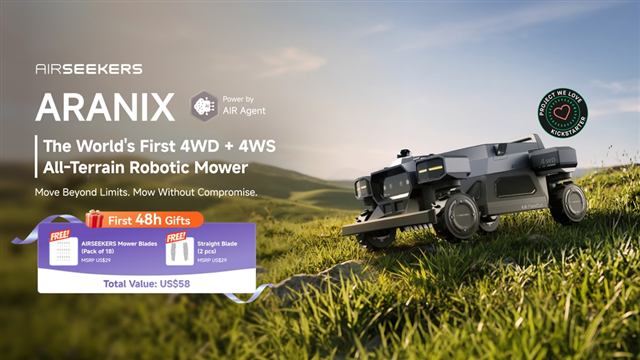 AIRSEEKERS
ARANIX
Power by
AIR Agent
The World's First 4WD + 4WS
All-Terrain Robotic Mower
Move Beyond Limits. Mow Without Compromise.
First 48h Gifts
FREE!
AIRSEEKERS Mower Blades
(Pack of 18)
MSRP US$29
FREE!
Straight Blade
(2 pcs)
MSRP US$29
Total Value: US$58
PROJECT WE LOVE
KICKSTARTER
4WD